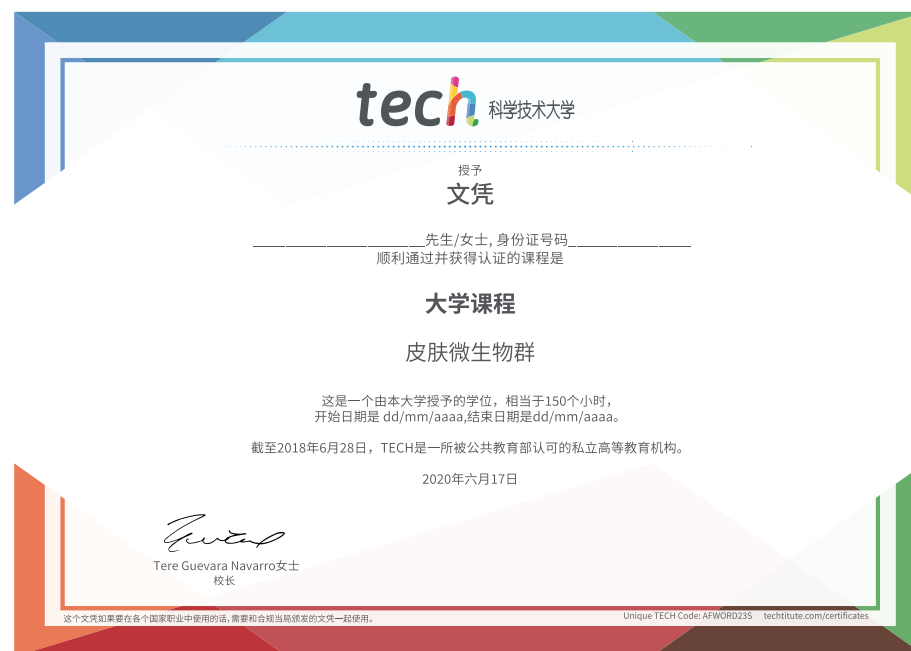 tech 科学技术大学
授予
文凭
____________________先生/女士, 身份证号码______________
顺利通过并获得认证的课程是
大学课程
皮肤微生物群
这是一个由本大学授予的学位，相当于150个小时，
开始日期是 dd/mm/aaaa,结束日期是dd/mm/aaaa。
截至2018年6月28日，TECH是一所被公共教育部认可的私立高等教育机构。
2020年六月17日
Tere Guevara Navarro女士
校长
这个文凭如果要在各个国家职业中使用的话,需要和合规当局颁发的文凭一起使用。
Unique TECH Code: AFWORD23S techtitute.com/certificates